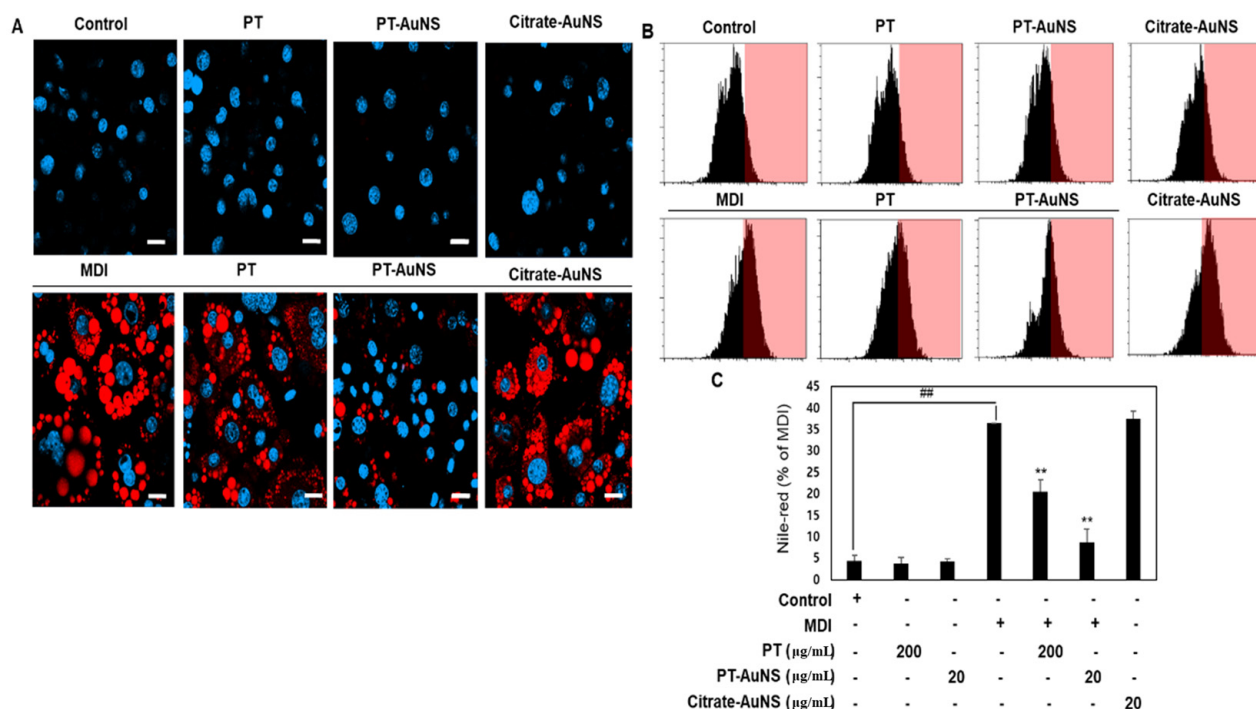 A
Control PT PT-AuNS Citrate-AuNS
MDI PT PT-AuNS Citrate-AuNS
B
Control PT PT-AuNS Citrate-AuNS
MDI PT PT-AuNS Citrate-AuNS
C
Nile-red (% of MDI)
45
40
35
30
25
20
15
10
5
0
##
**
**
Control + - - - - - -
MDI - - - + + + -
PT (µg/mL) - 200 - - 200 - -
PT-AuNS (µg/mL) - - 20 - - 20 -
Citrate-AuNS (µg/mL) - - - - - - 20